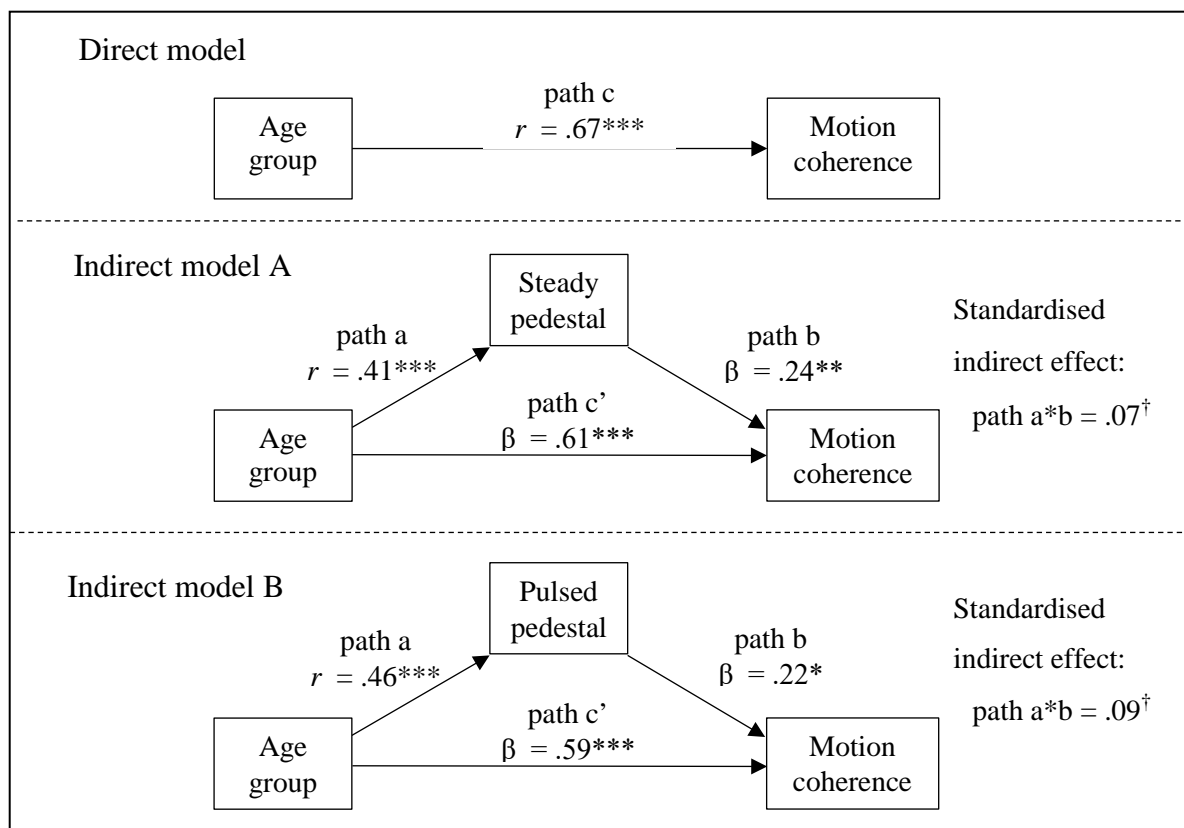 Direct model
path c
r = .67***
Age
group
Motion
coherence
Indirect model A
Steady
pedestal
Standardised
indirect effect:
path a*b = .07†
path a
r = .41***
path b
β = .24**
path c’
β = .61***
Age
group
Motion
coherence
Indirect model B
Pulsed
pedestal
Standardised
indirect effect:
path a*b = .09†
path a
r = .46***
path b
β = .22*
path c’
β = .59***
Age
group
Motion
coherence